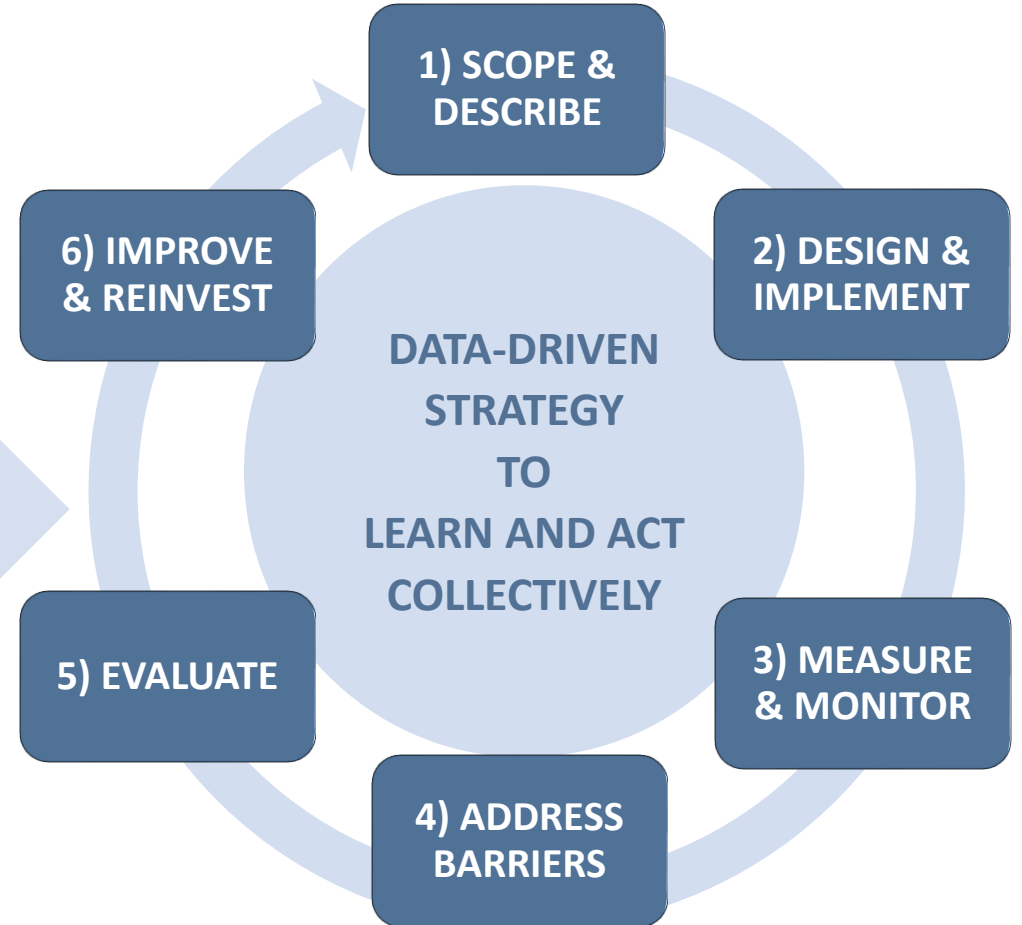 1) SCOPE &
DESCRIBE
2) DESIGN &
IMPLEMENT
3) MEASURE
& MONITOR
4) ADDRESS
BARRIERS
5) EVALUATE
6) IMPROVE
& REINVEST
DATA-DRIVEN
STRATEGY
TO
LEARN AND ACT
COLLECTIVELY